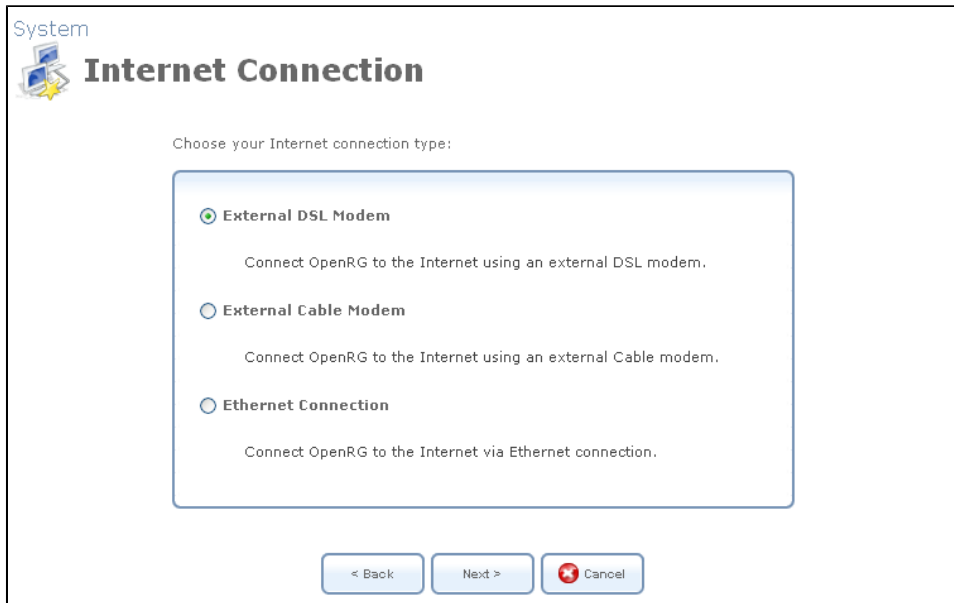 System
Internet Connection
Choose your Internet connection type:
External DSL Modem
Connect OpenRG to the Internet using an external DSL modem.
External Cable Modem
Connect OpenRG to the Internet using an external Cable modem.
Ethernet Connection
Connect OpenRG to the Internet via Ethernet connection.
< Back
Next >
Cancel